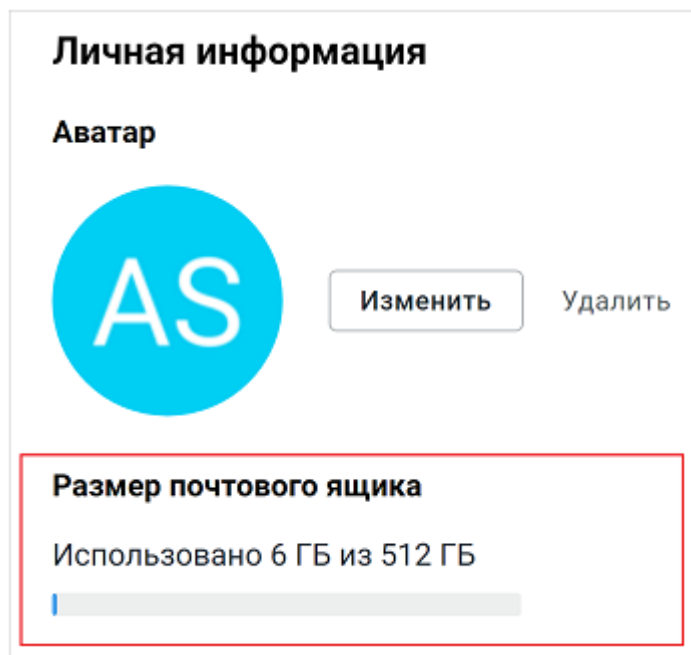 Личная информация
Аватар
AS
Изменить Удалить
Размер почтового ящика
Использовано 6 ГБ из 512 ГБ